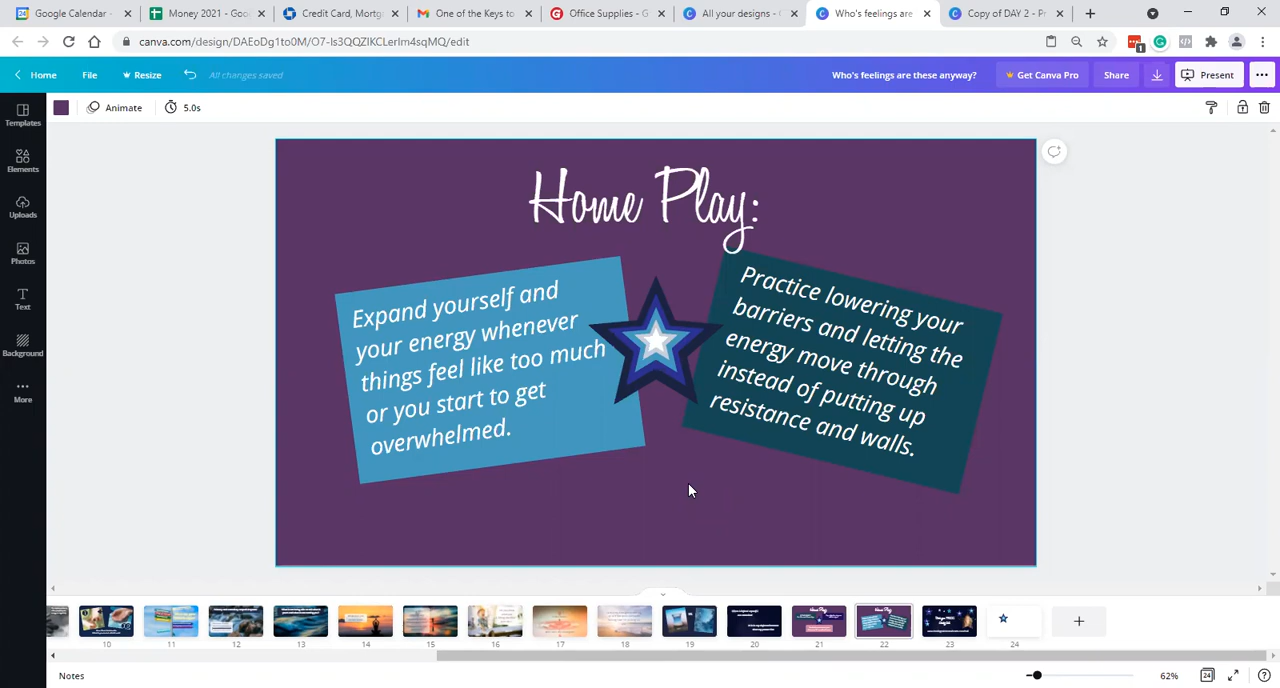 Google Calendar -
Money 2021 - Goo
Credit Card, Mortg
One of the Keys to
Office Supplies - G
All your designs - C
Who's feelings are
Copy of DAY 2 - Pr
canva.com/design/DAEoDg1to0M/O7-Is3QQZIKCLerIm4sqMQ/edit
Home
File
Resize
All changes saved
Who's feelings are these anyway?
Get Canva Pro
Share
Present
Animate
5.0s
Templates
Elements
Uploads
Photos
Text
Background
More
Home Play:
Expand yourself and
your energy whenever
things feel like too much
or you start to get
overwhelmed.
Practice lowering your
barriers and letting the
energy move through
instead of putting up
resistance and walls.
10
11
12
13
14
15
16
17
18
19
20
21
22
23
24
Notes
62%
24